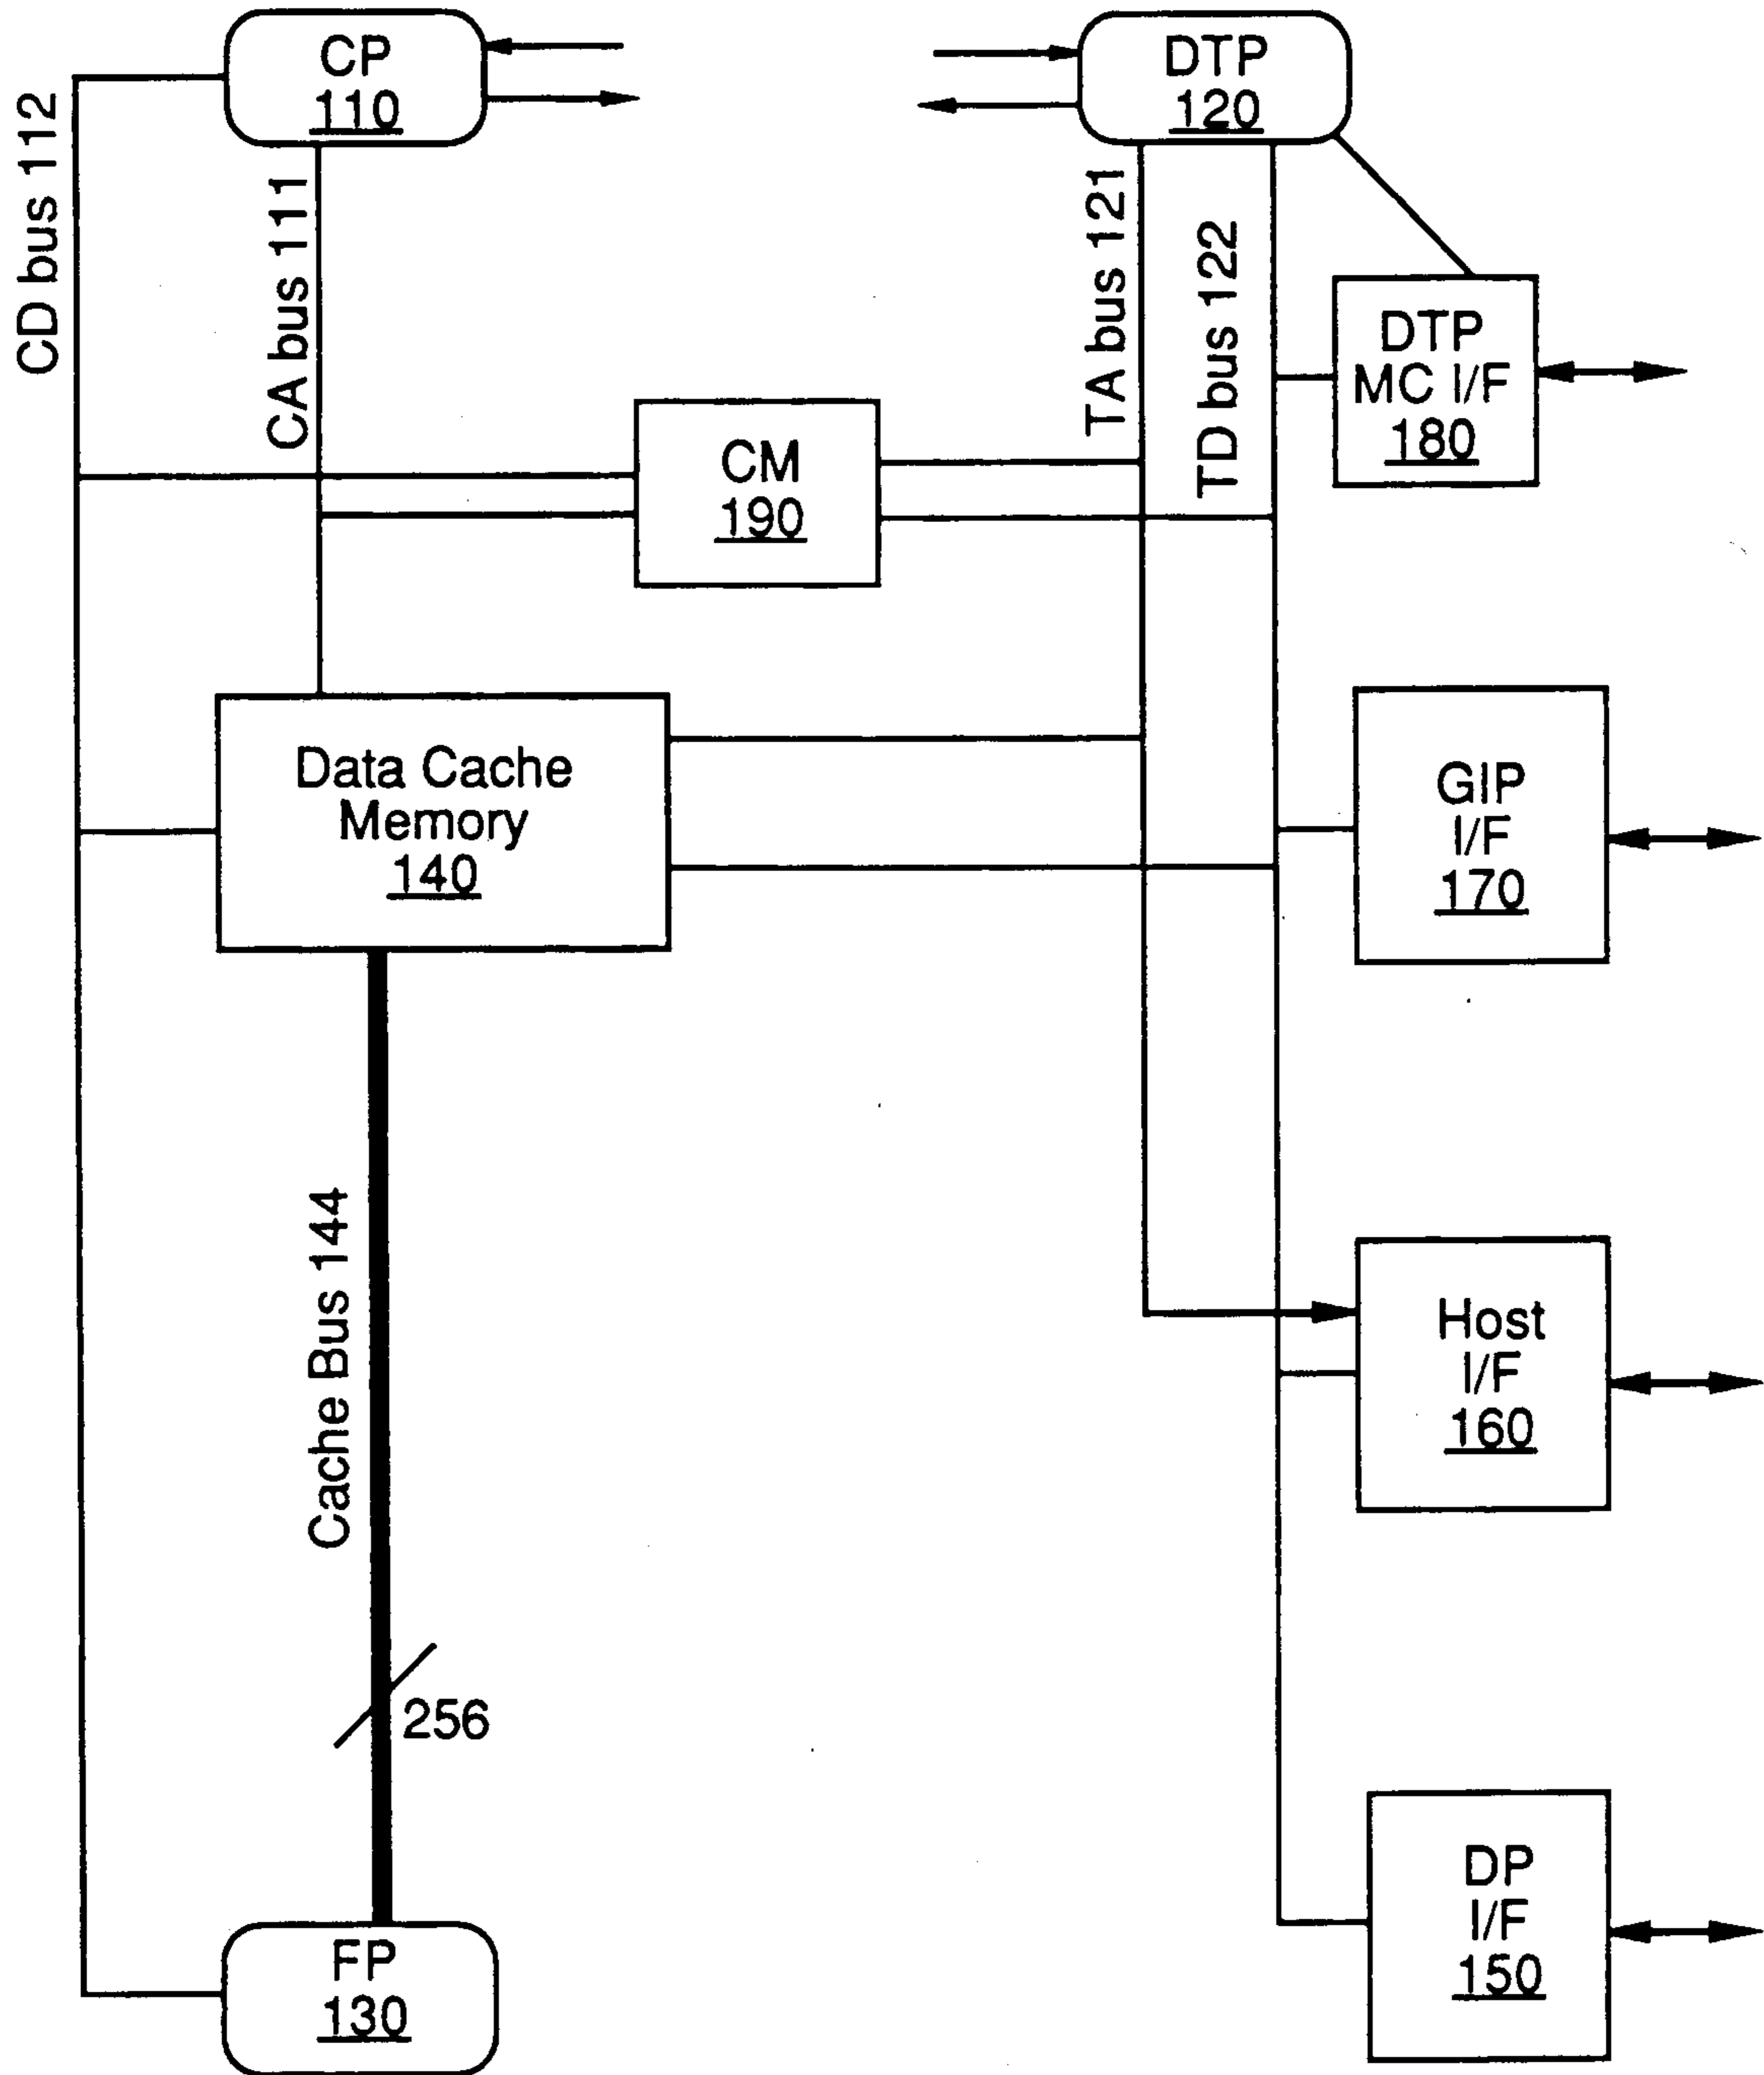 CP
110
DTP
120
CD bus 112
CA bus 111
TA bus 121
TD bus 122
DTP
MC I/F
180
CM
190
Data Cache
Memory
140
GIP
I/F
170
Cache Bus 144
Host
I/F
160
256
DP
I/F
150
FP
130